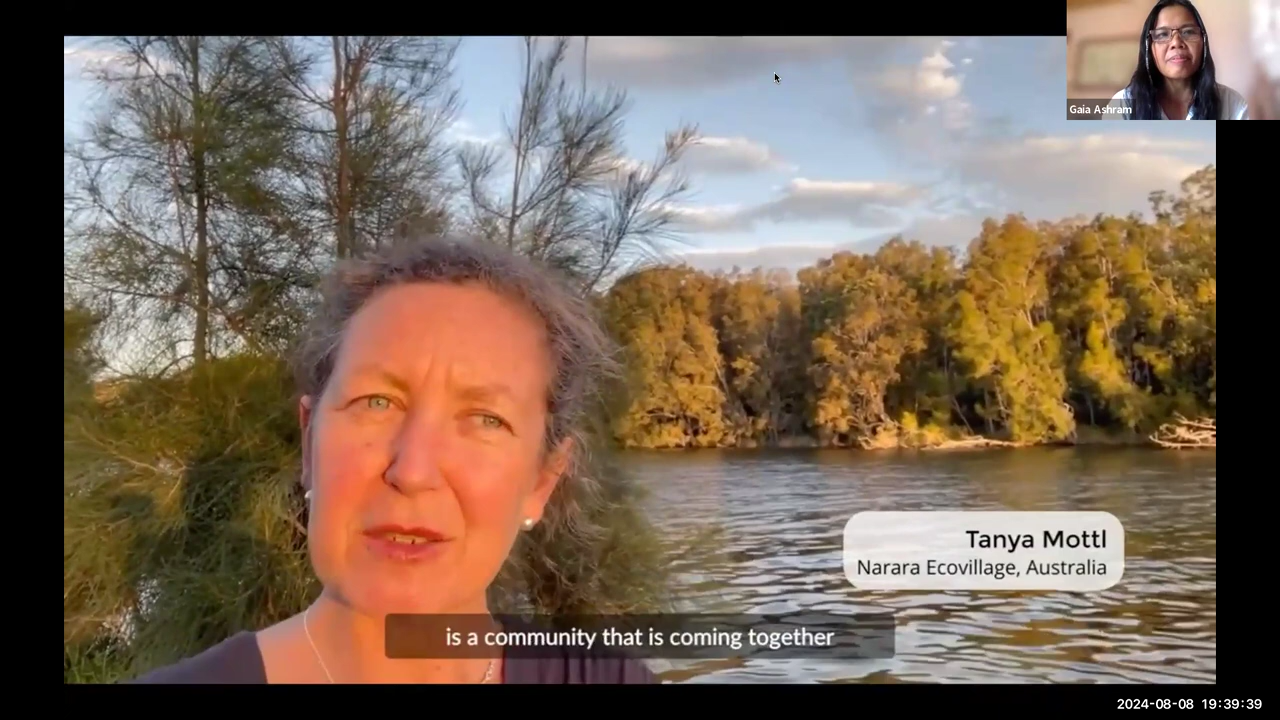 Gaia Ashram
Tanya Mottl
Narara Ecovillage, Australia
is a community that is coming together
2024-08-08 19:39:39